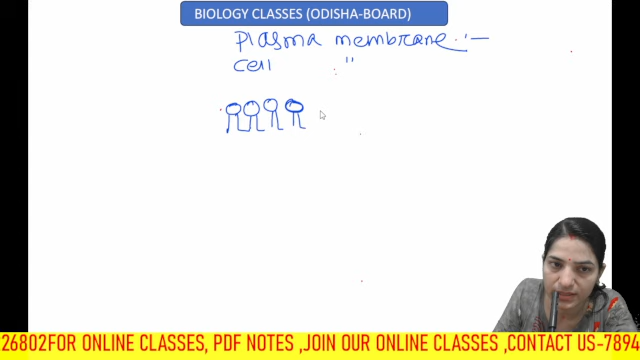 BIOLOGY CLASSES (ODISHA-BOARD)
Plasma membrane :-
cell "
26802FOR ONLINE CLASSES, PDF NOTES ,JOIN OUR ONLINE CLASSES ,CONTACT US-7894